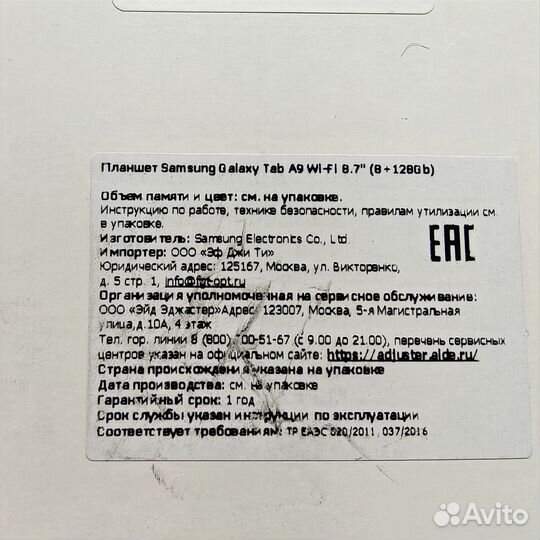 Планшет Samsung Galaxy Tab A9 Wi-Fi 8.7" (8 + 128Gb)
Объем памяти и цвет: см. на упаковке.
Инструкцию по работе, технике безопасности, правилам утилизации см.
в упаковке.
Изготовитель: Samsung Electronics Co., Ltd
Импортер: ООО «Эф Джи Ти»
Юридический адрес: 125167, Москва, ул. Викторенко,
д. 5 стр. 1, info@fgt-opt.ru
Организация уполномоченная на сервисное обслуживание:
ООО «Эйд Эджастер»Адрес: 123007, Москва, 5-я Магистральная
улица,д.10А, 4 этаж
Тел. гор. линии 8 (800) 00-51-67 (с 9.00 до 21.00), перечень сервисных
центров указан на официальном сайте: https://adjuster.aide.ru/
Страна происхождения указана на упаковке
Дата производства: см. на упаковке
Гарантийный срок: 1 год
Срок службы указан инструкции по эксплуатации
Соответствует требованиям: ТР ЕАЭС 020/2011, 037/2016
EAC
Avito